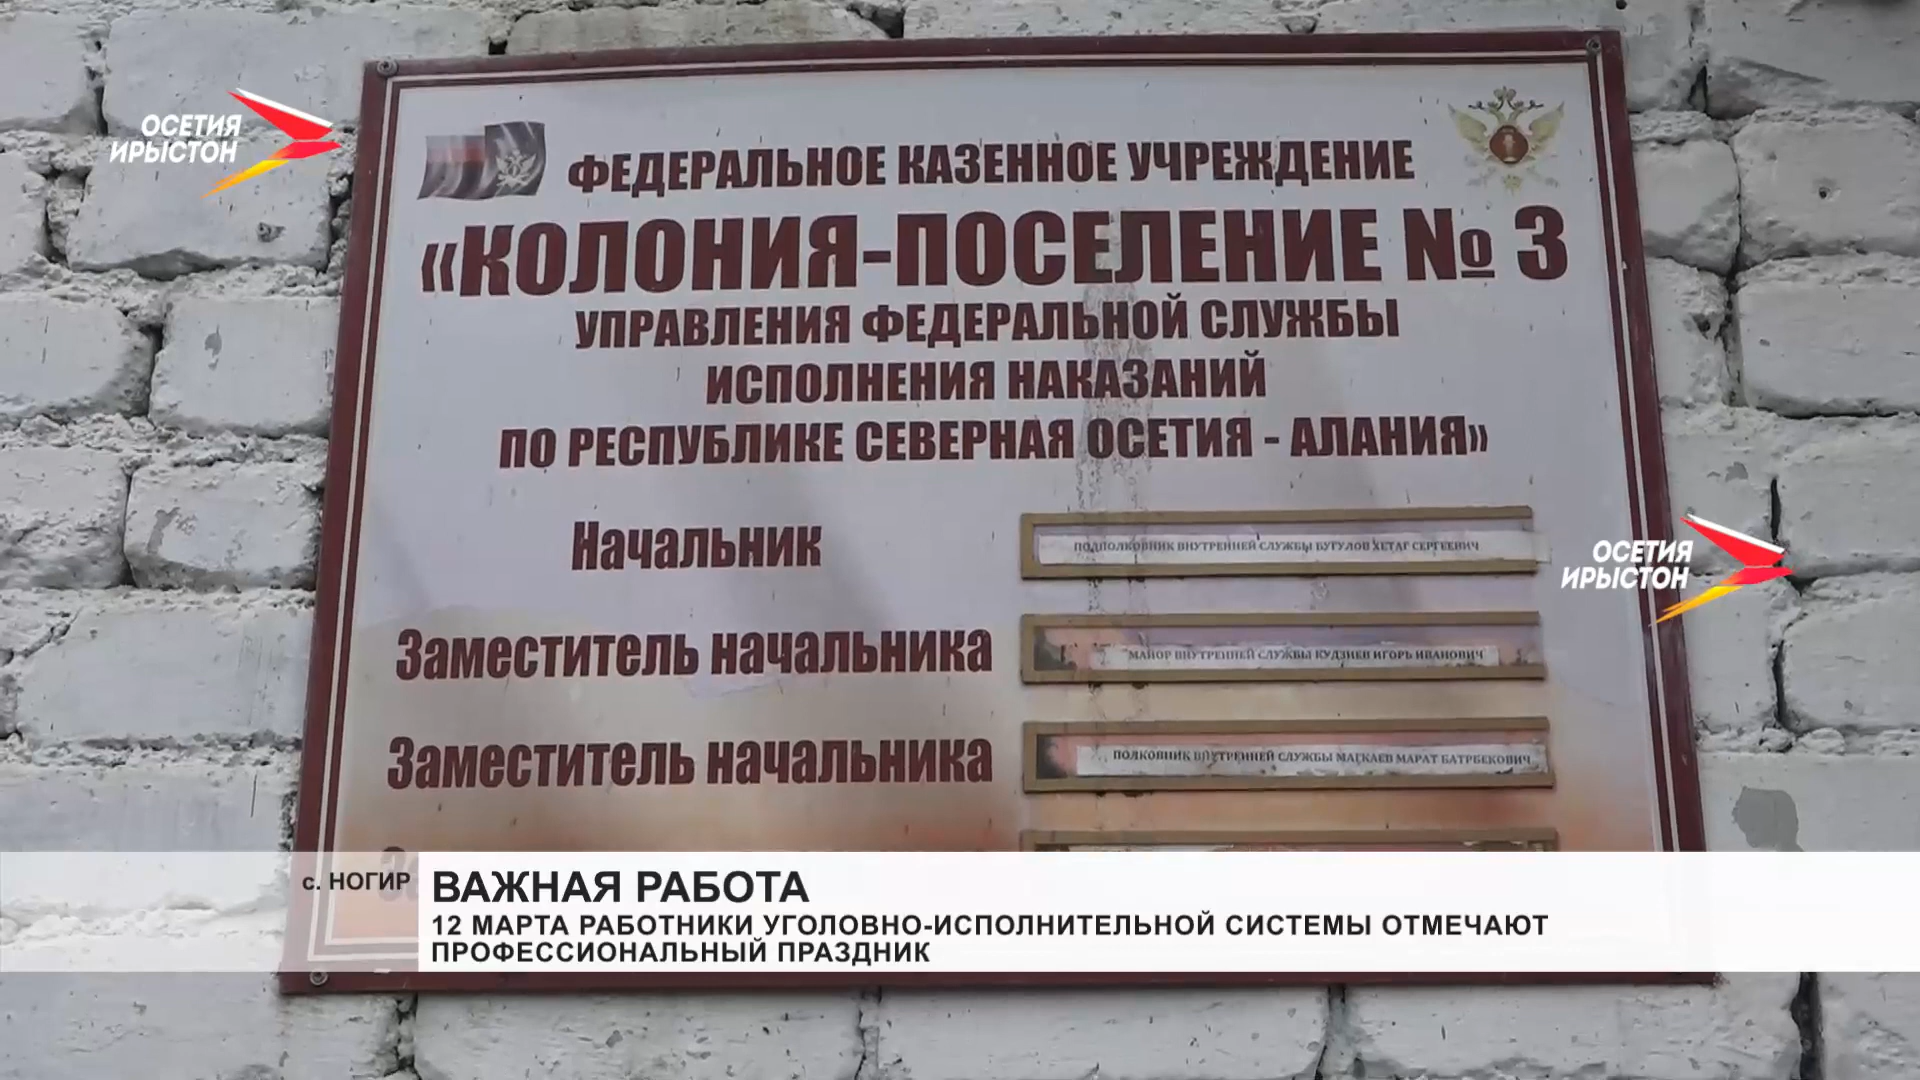 ОСЕТИЯ
ИРЫСТОН
ФЕДЕРАЛЬНОЕ КАЗЕННОЕ УЧРЕЖДЕНИЕ
«КОЛОНИЯ-ПОСЕЛЕНИЕ № 3
УПРАВЛЕНИЯ ФЕДЕРАЛЬНОЙ СЛУЖБЫ
ИСПОЛНЕНИЯ НАКАЗАНИЙ
ПО РЕСПУБЛИКЕ СЕВЕРНАЯ ОСЕТИЯ - АЛАНИЯ»
Начальник
ПОДПОЛКОВНИК ВНУТРЕННЕЙ СЛУЖБЫ БУГУЛОВ ХЕТАГ СЕРГЕЕВИЧ
ОСЕТИЯ
ИРЫСТОН
Заместитель начальника
МАЙОР ВНУТРЕННЕЙ СЛУЖБЫ КУДЗИЕВ ИГОРЬ ИВАНОВИЧ
Заместитель начальника
ПОЛКОВНИК ВНУТРЕННЕЙ СЛУЖБЫ МАГКАЕВ МАРАТ БАТРБЕКОВИЧ
с. НОГИР
ВАЖНАЯ РАБОТА
12 МАРТА РАБОТНИКИ УГОЛОВНО-ИСПОЛНИТЕЛЬНОЙ СИСТЕМЫ ОТМЕЧАЮТ
ПРОФЕССИОНАЛЬНЫЙ ПРАЗДНИК